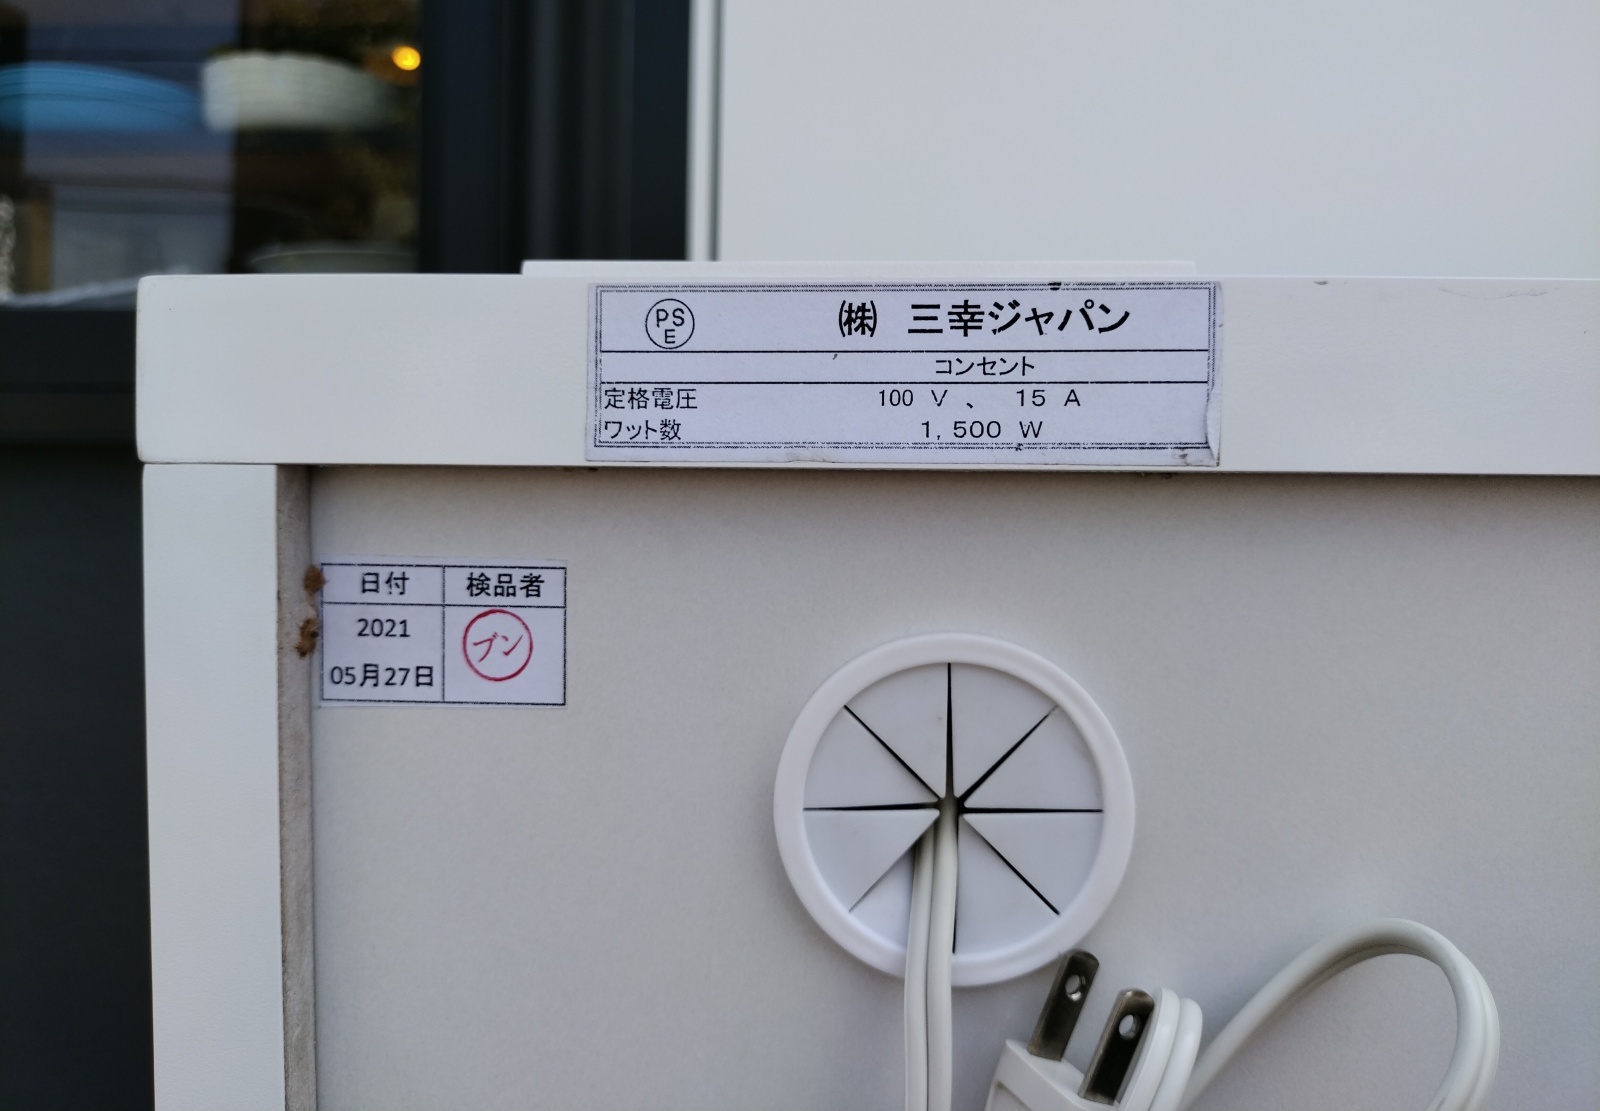 PSE
㈱ 三幸ジャパン
コンセント
定格電圧 100 V 、 15 A
ワット数 1,500 W
日付 検品者
2021
05月27日
ブン